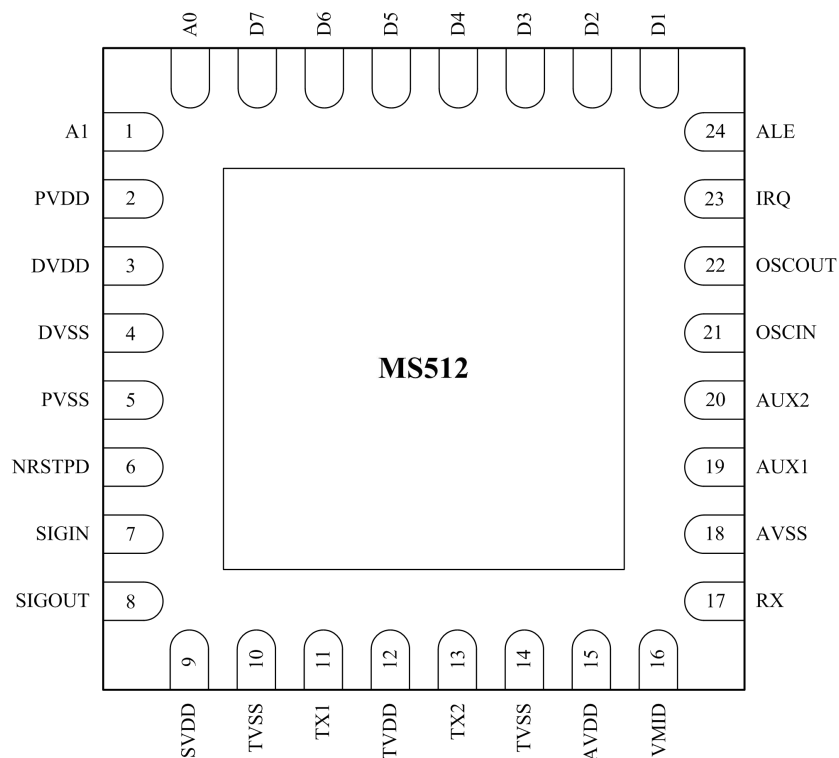 A0 D7 D6 D5 D4 D3 D2 D1
A1 1 24 ALE
PVDD 2 23 IRQ
DVDD 3 22 OSCOUT
DVSS 4 21 OSCIN
MS512
PVSS 5 20 AUX2
NRSTPD 6 19 AUX1
SIGIN 7 18 AVSS
SIGOUT 8 17 RX
9 10 11 12 13 14 15 16
SVDD TVSS TX1 TVDD TX2 TVSS AVDD VMID